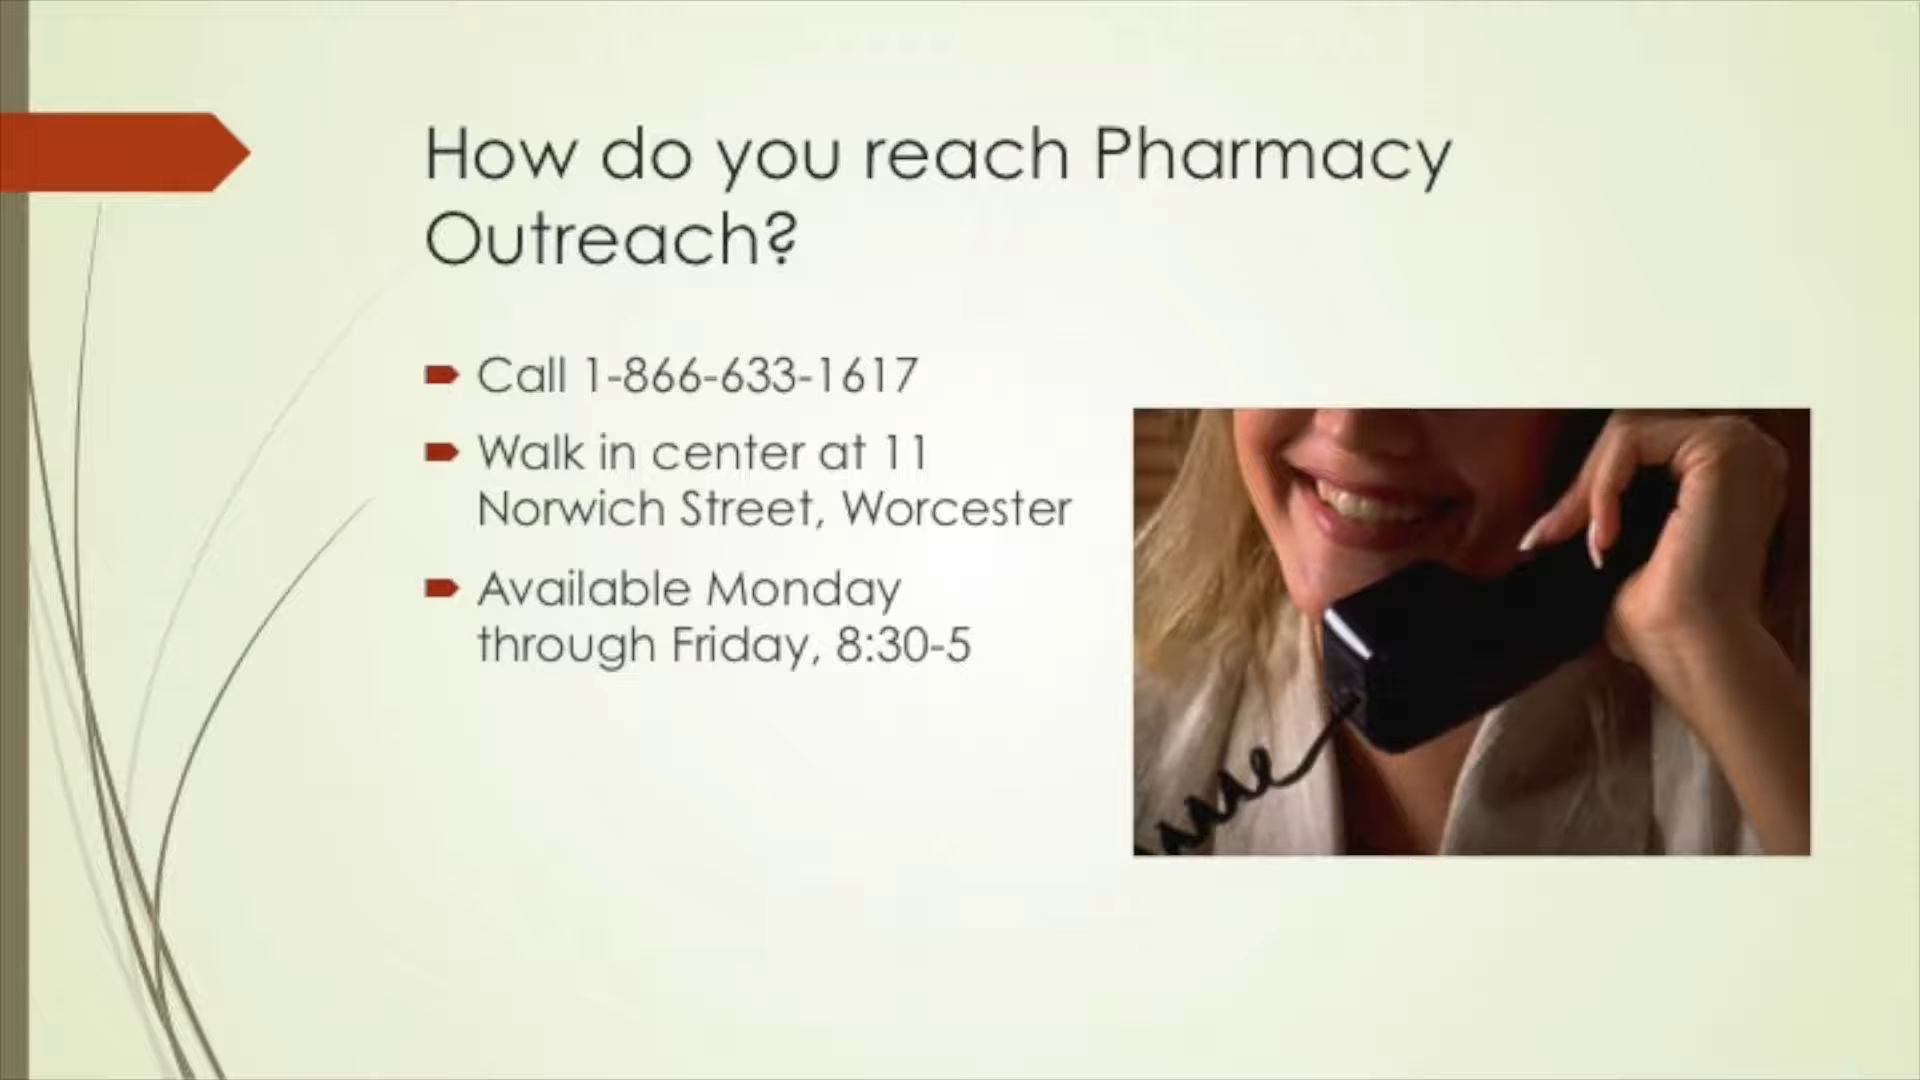 How do you reach Pharmacy
Outreach?
Call 1-866-633-1617
Walk in center at 11
Norwich Street, Worcester
Available Monday
through Friday, 8:30-5